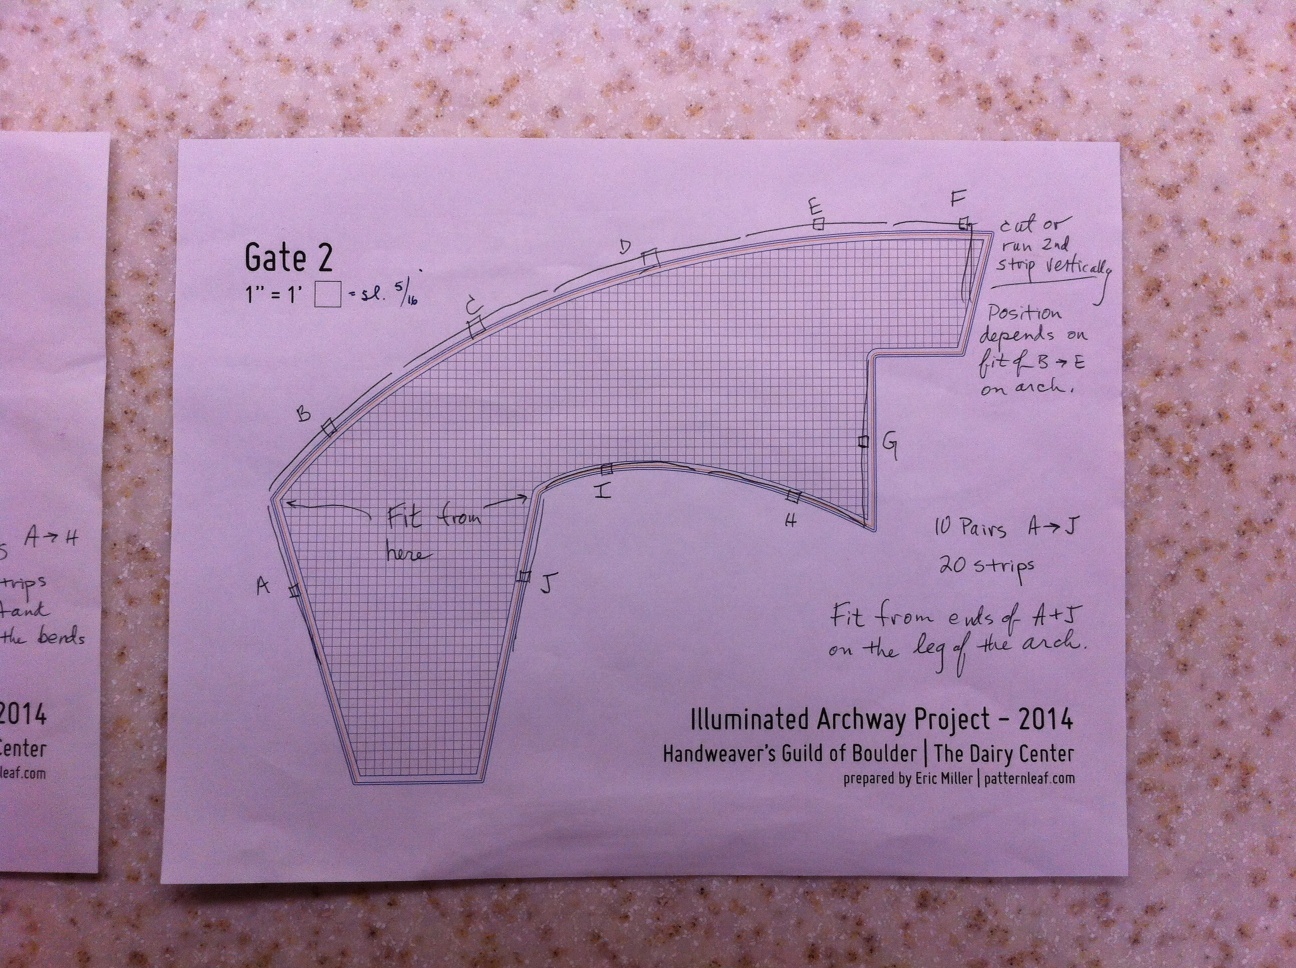 Gate 2
1" = 1' = sl. 5/16
A
B
C
D
E
F
cut or
run 2nd
strip vertically
Position
depends on
fit of B → E
on arch.
G
H
I
J
Fit from
here
10 Pairs A → J
20 strips
Fit from ends of A+J
on the leg of the arch.
Illuminated Archway Project - 2014
Handweaver's Guild of Boulder | The Dairy Center
prepared by Eric Miller | patternleaf.com
A → H
trips
the bends
2014
Center
leaf.com